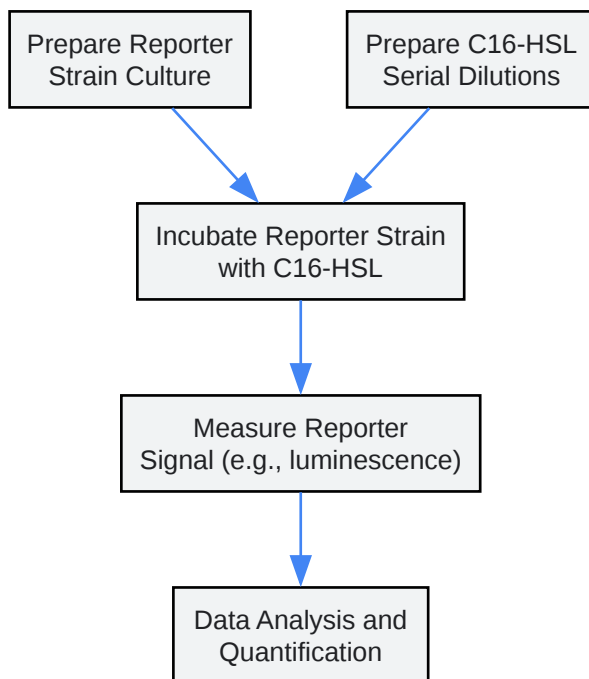 Prepare Reporter
Strain Culture
Prepare C16-HSL
Serial Dilutions
Incubate Reporter Strain
with C16-HSL
Measure Reporter
Signal (e.g., luminescence)
Data Analysis and
Quantification